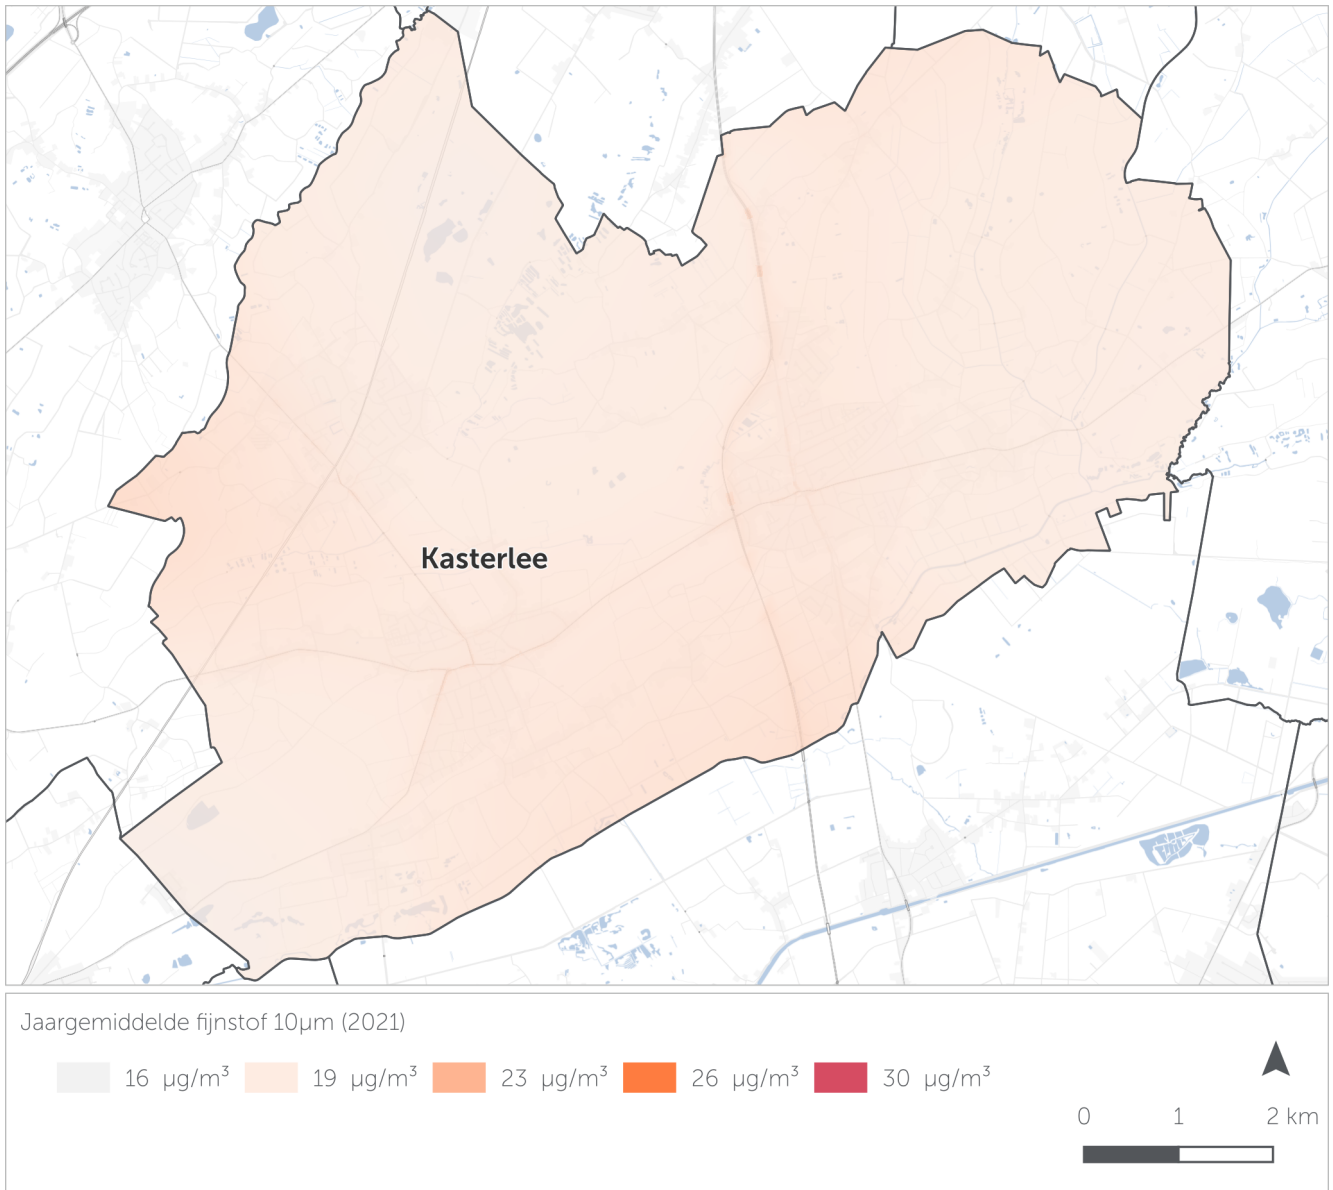 Kasterlee
Jaargemiddelde fijnstof 10µm (2021)
16 µg/m³ 19 µg/m³ 23 µg/m³ 26 µg/m³ 30 µg/m³
0 1 2 km